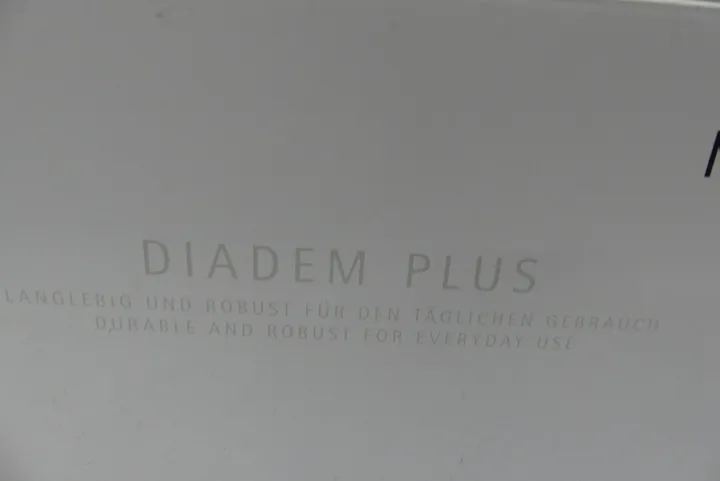 DIADEM PLUS
LANGLEBIG UND ROBUST FÜR DEN TÄGLICHEN GEBRAUCH
DURABLE AND ROBUST FOR EVERYDAY USE